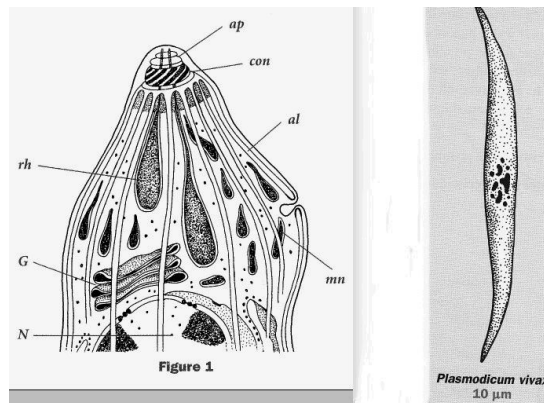 ap
con
al
rh
G
mn
N
Figure 1
Plasmodicum vivax
10 µm